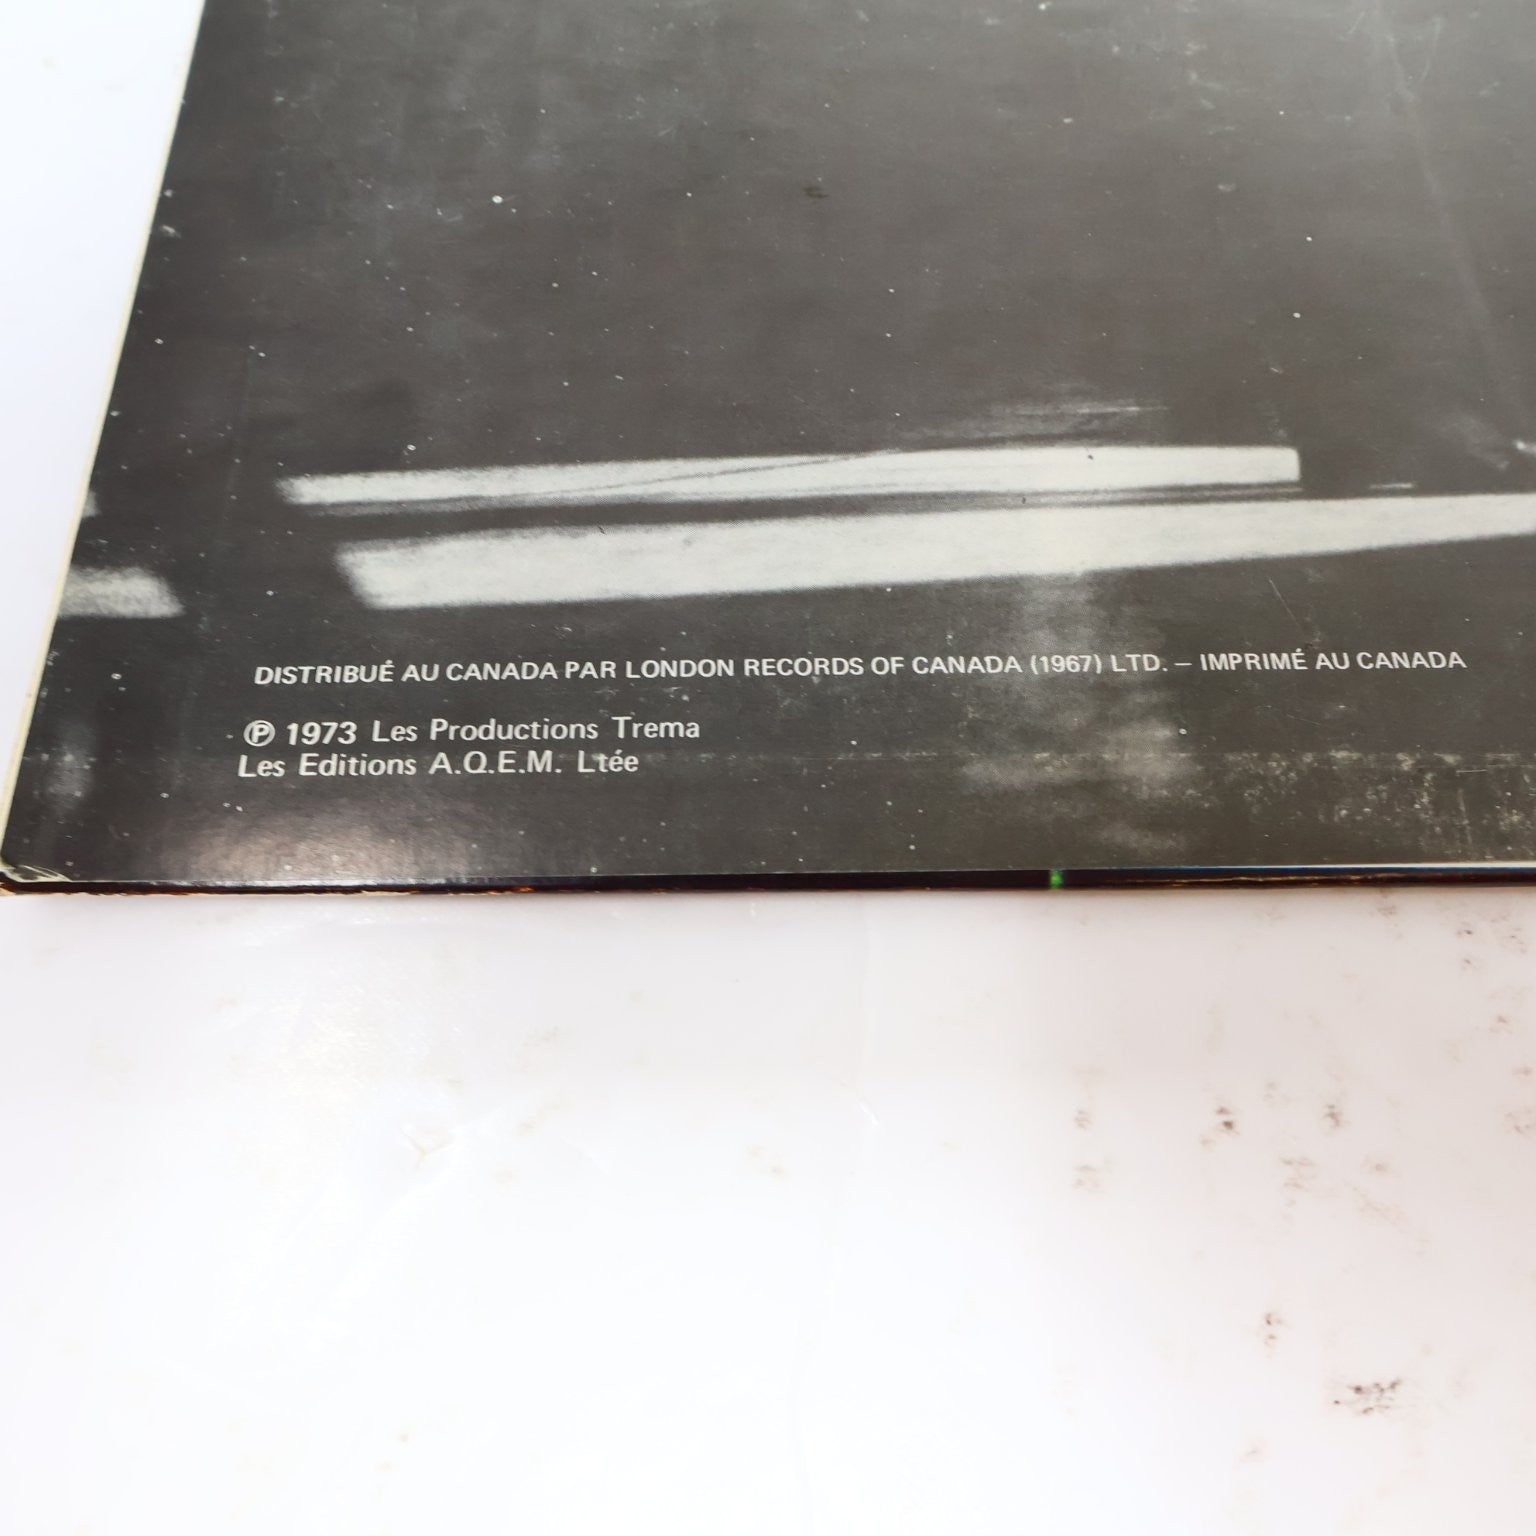 DISTRIBUÉ AU CANADA PAR LONDON RECORDS OF CANADA (1967) LTD. – IMPRIMÉ AU CANADA
℗ 1973 Les Productions Trema
Les Editions A.Q.E.M. Ltée